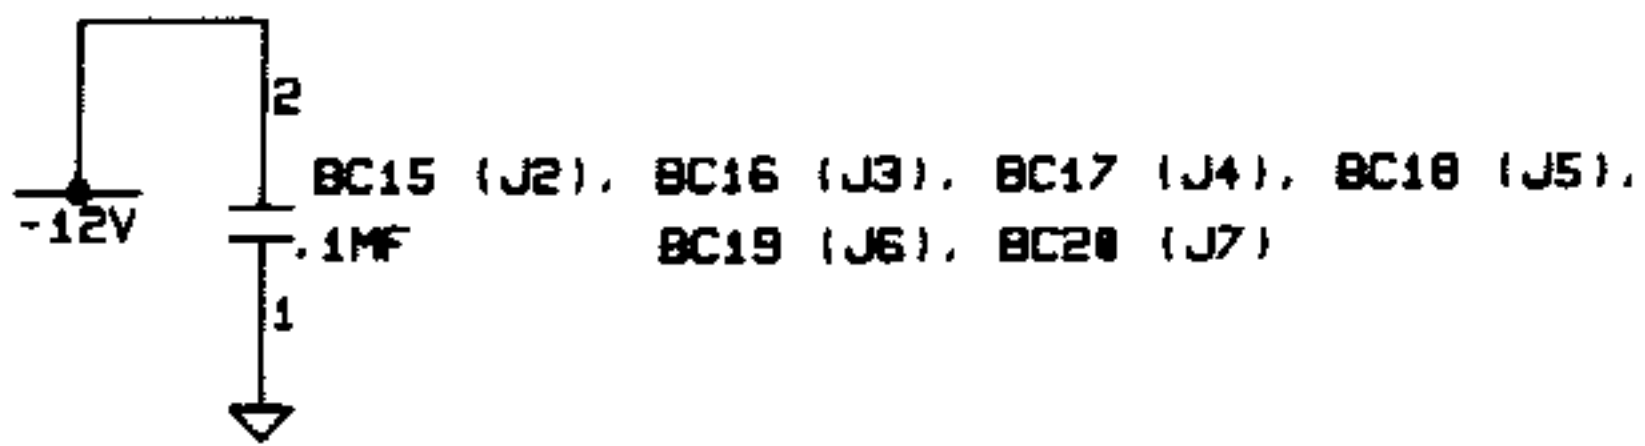 2
BC15 (J2), BC16 (J3), BC17 (J4), BC18 (J5),
-12V
.1MF BC19 (J6), BC20 (J7)
1